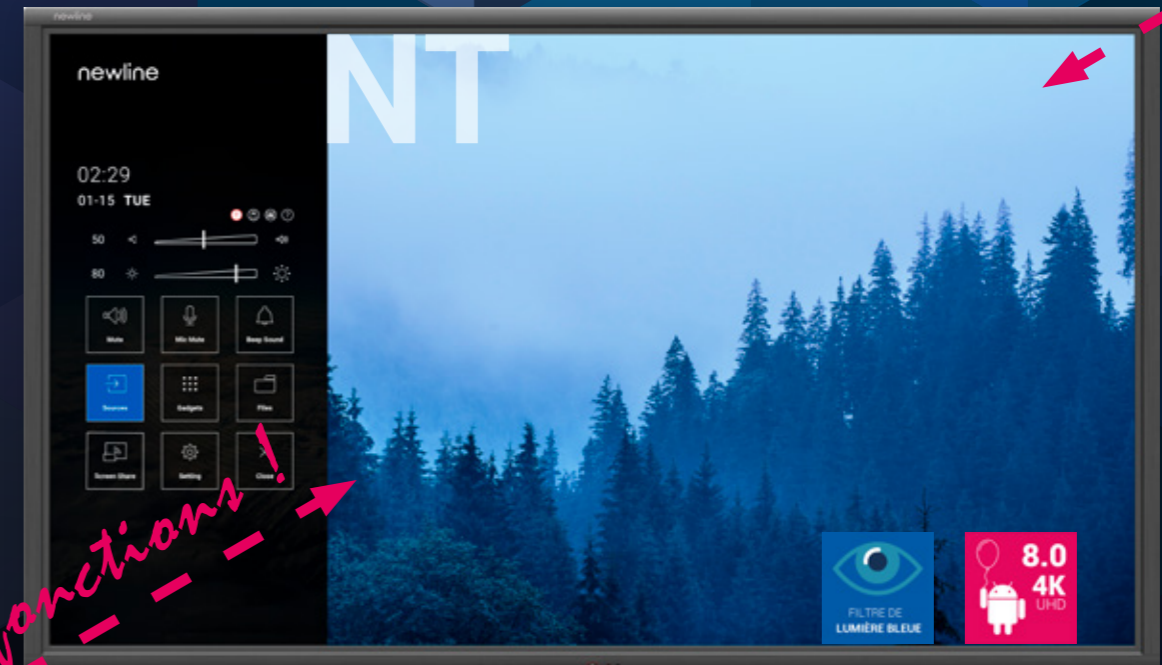 newline
NT
newline
02:29
01-15 TUE
50
80
Mute
Mic Mute
Beep Sound
Sources
Gadgets
Files
Screen Share
Setting
Close
onctions !
FILTRE DE
LUMIÈRE BLEUE
8.0
4K
UHD